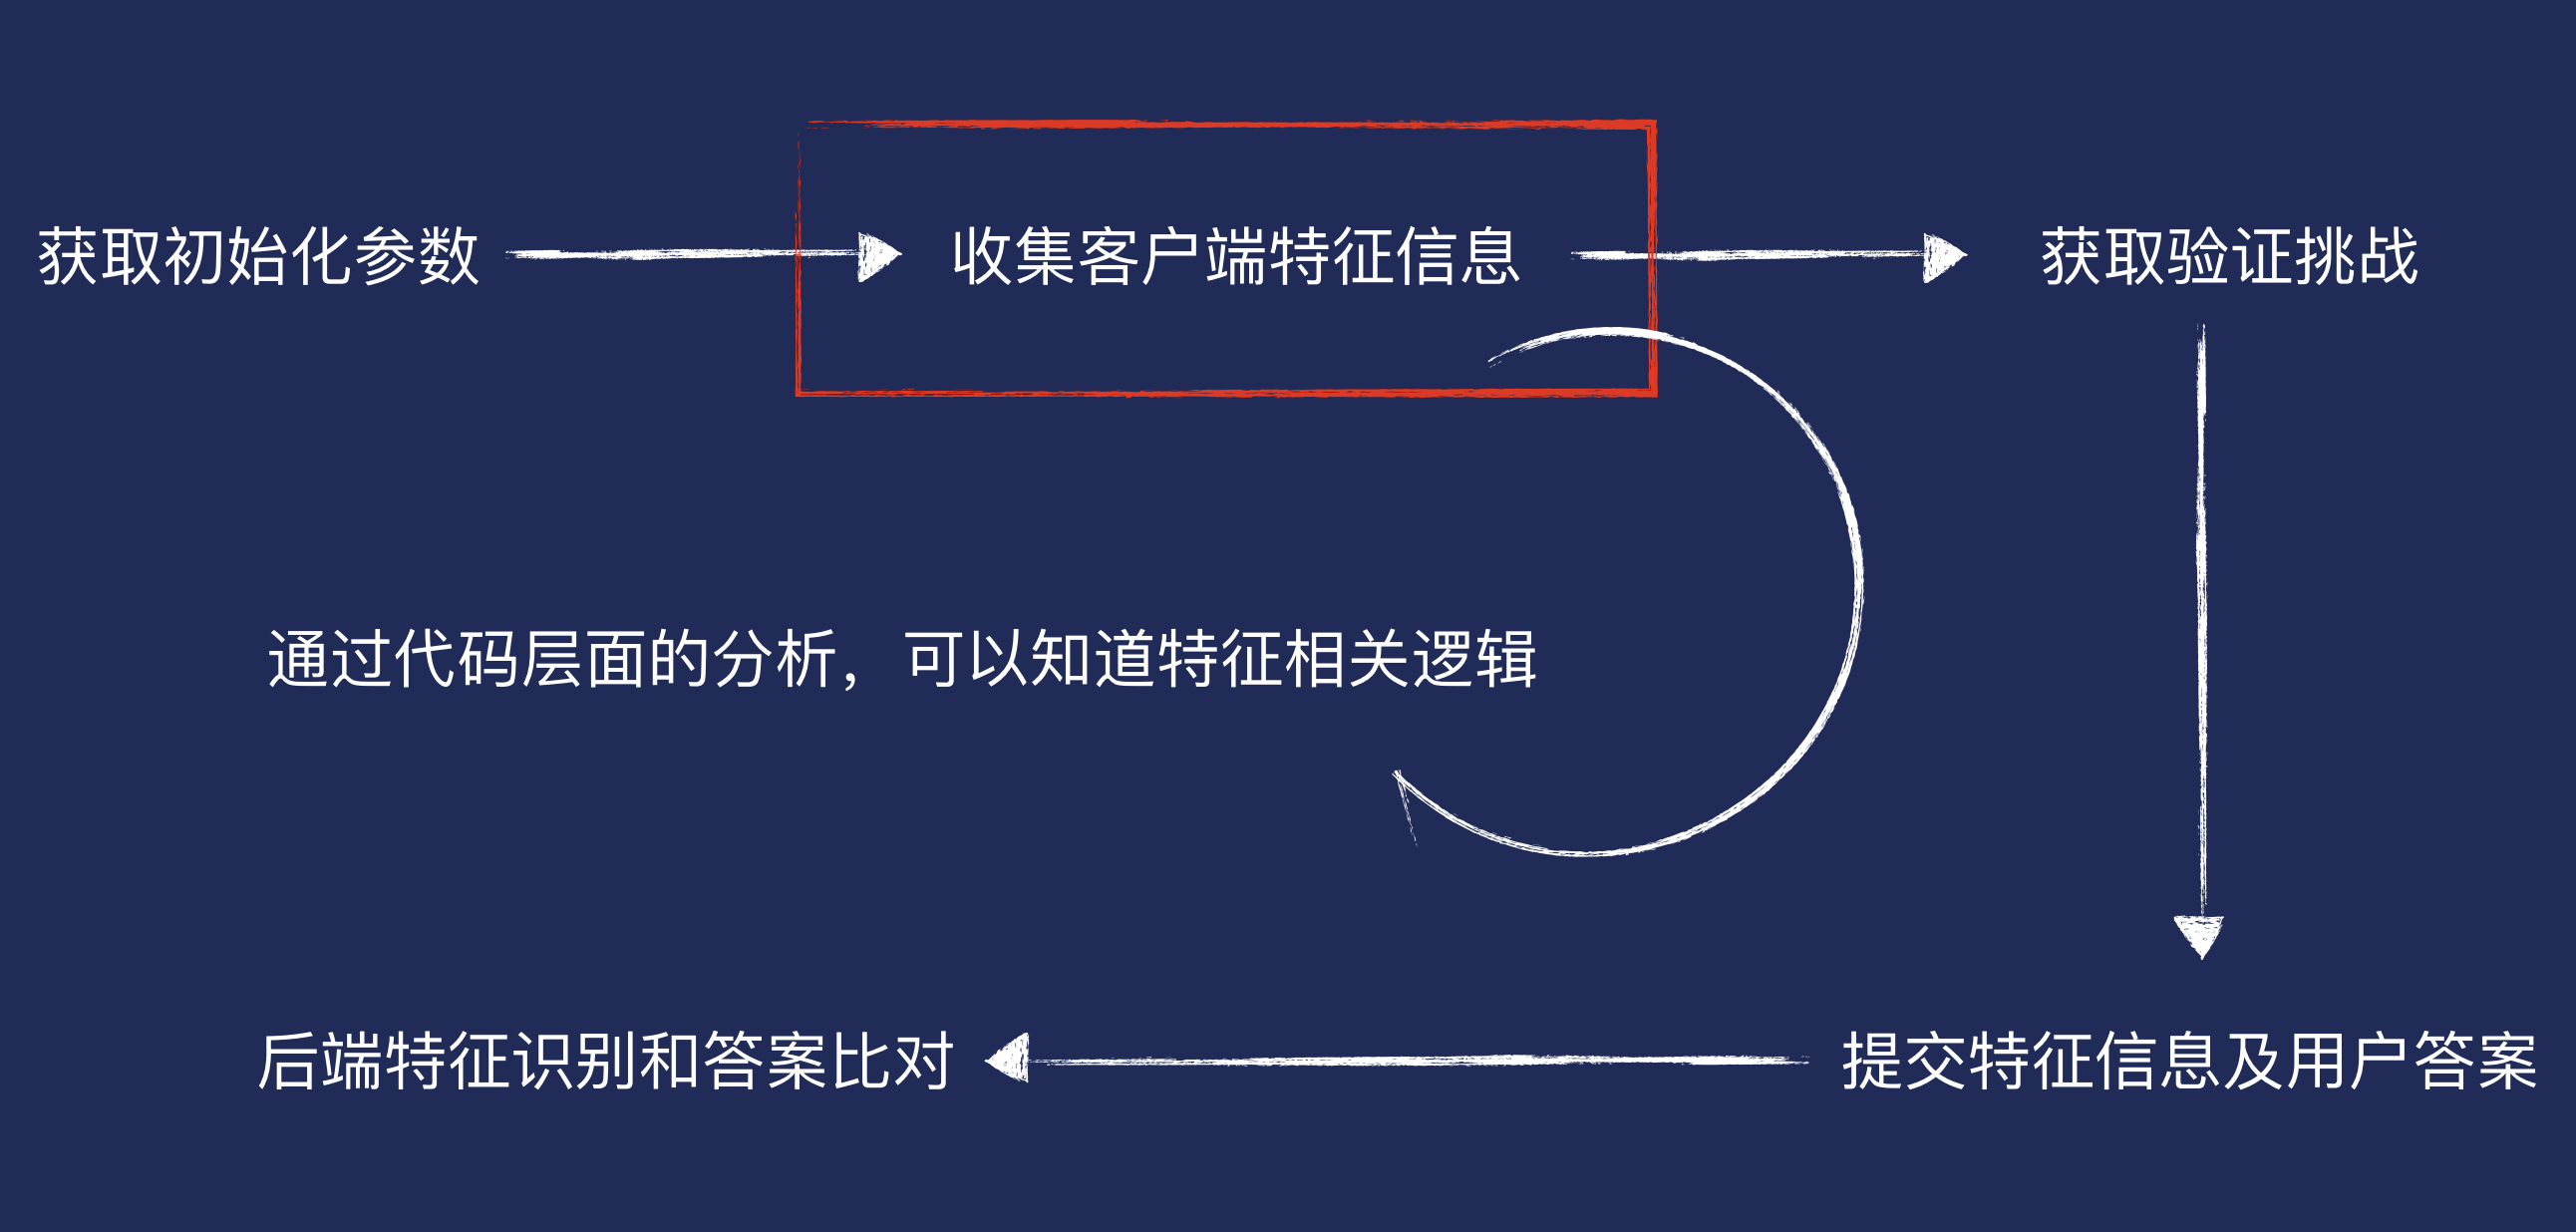 获取初始化参数
收集客户端特征信息
获取验证挑战
通过代码层面的分析，可以知道特征相关逻辑
后端特征识别和答案比对
提交特征信息及用户答案